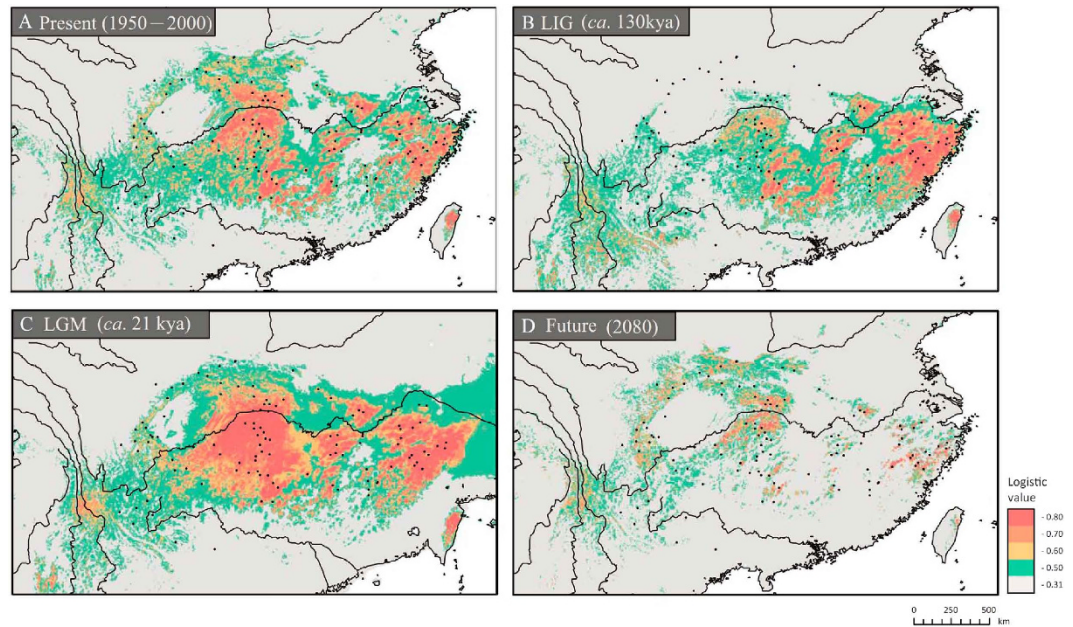 A Present (1950－2000)
B LIG (ca. 130kya)
C LGM (ca. 21 kya)
D Future (2080)
Logistic
value
- 0.80
- 0.70
- 0.60
- 0.50
- 0.31
0 250 500
km